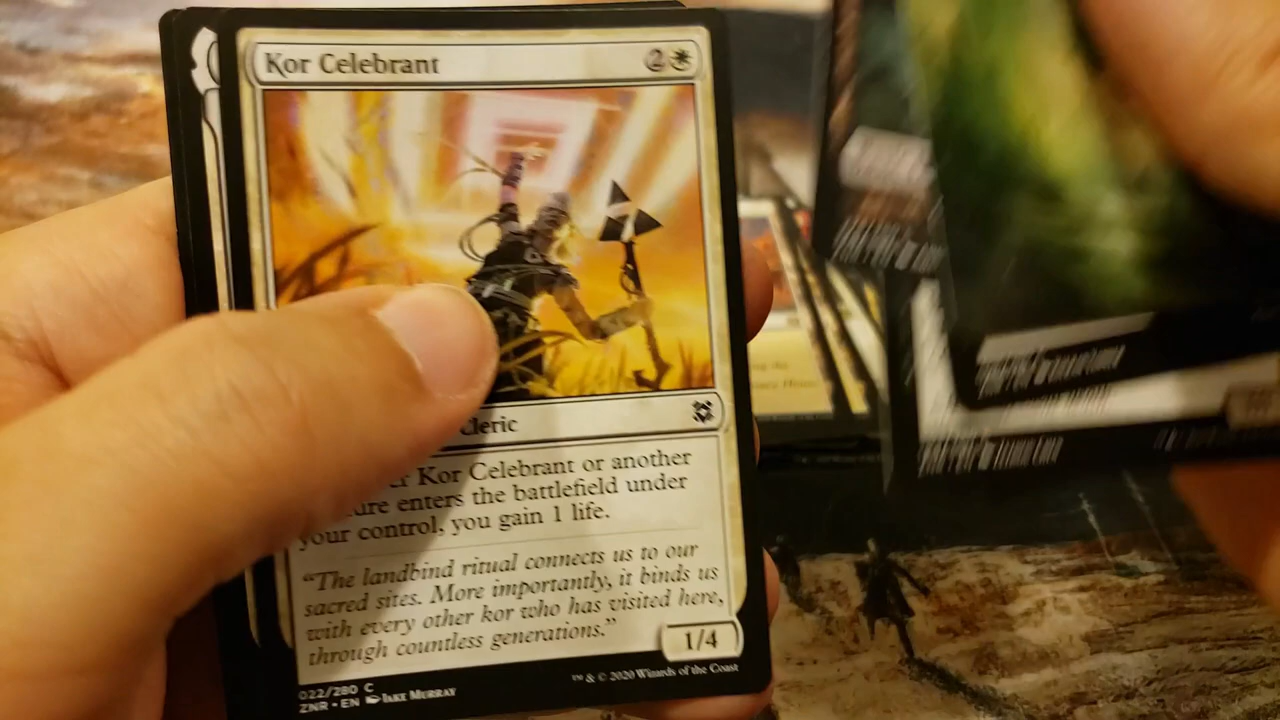 Kor Celebrant 2
Cleric
Kor Celebrant or another
ure enters the battlefield under
your control, you gain 1 life.
"The landbind ritual connects us to our
sacred sites. More importantly, it binds us
with every other kor who has visited here,
through countless generations."
1/4
022/280 C
ZNR • EN JAKE MURRAY
™ & © 2020 Wizards of the Coast